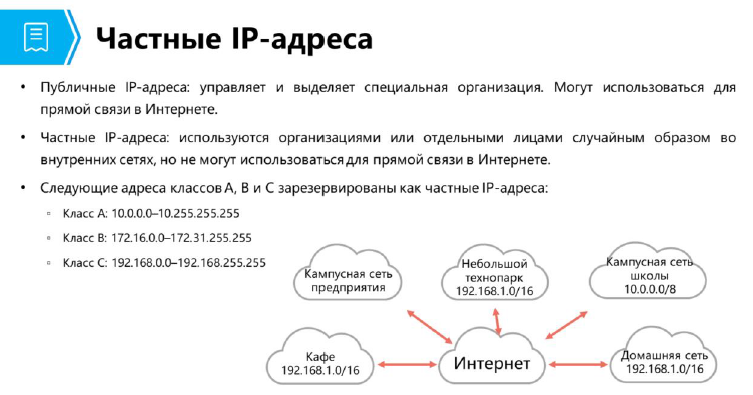 Частные IP-адреса
• Публичные IP-адреса: управляет и выделяет специальная организация. Могут использоваться для
прямой связи в Интернете.
• Частные IP-адреса: используются организациями или отдельными лицами случайным образом во
внутренних сетях, но не могут использоваться для прямой связи в Интернете.
• Следующие адреса классов A, B и C зарезервированы как частные IP-адреса:
▫ Класс A: 10.0.0.0–10.255.255.255
▫ Класс B: 172.16.0.0–172.31.255.255
▫ Класс C: 192.168.0.0–192.168.255.255
Кампусная сеть
предприятия
Небольшой
технопарк
192.168.1.0/16
Кампусная сеть
школы
10.0.0.0/8
Кафе
192.168.1.0/16
Интернет
Домашняя сеть
192.168.1.0/16